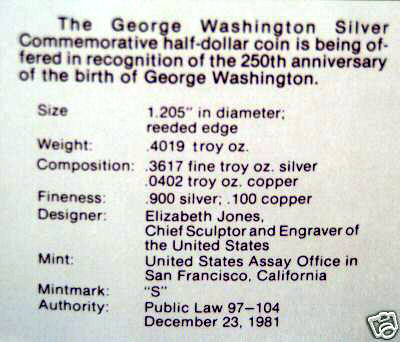 The George Washington Silver
Commemorative half-dollar coin is being of-
fered in recognition of the 250th anniversary
of the birth of George Washington.
Size 1.205" in diameter;
reeded edge
Weight: .4019 troy oz.
Composition: .3617 fine troy oz. silver
.0402 troy oz. copper
Fineness: .900 silver; .100 copper
Designer: Elizabeth Jones,
Chief Sculptor and Engraver of
the United States
Mint: United States Assay Office in
San Francisco, California
Mintmark: "S"
Authority: Public Law 97-104
December 23, 1981